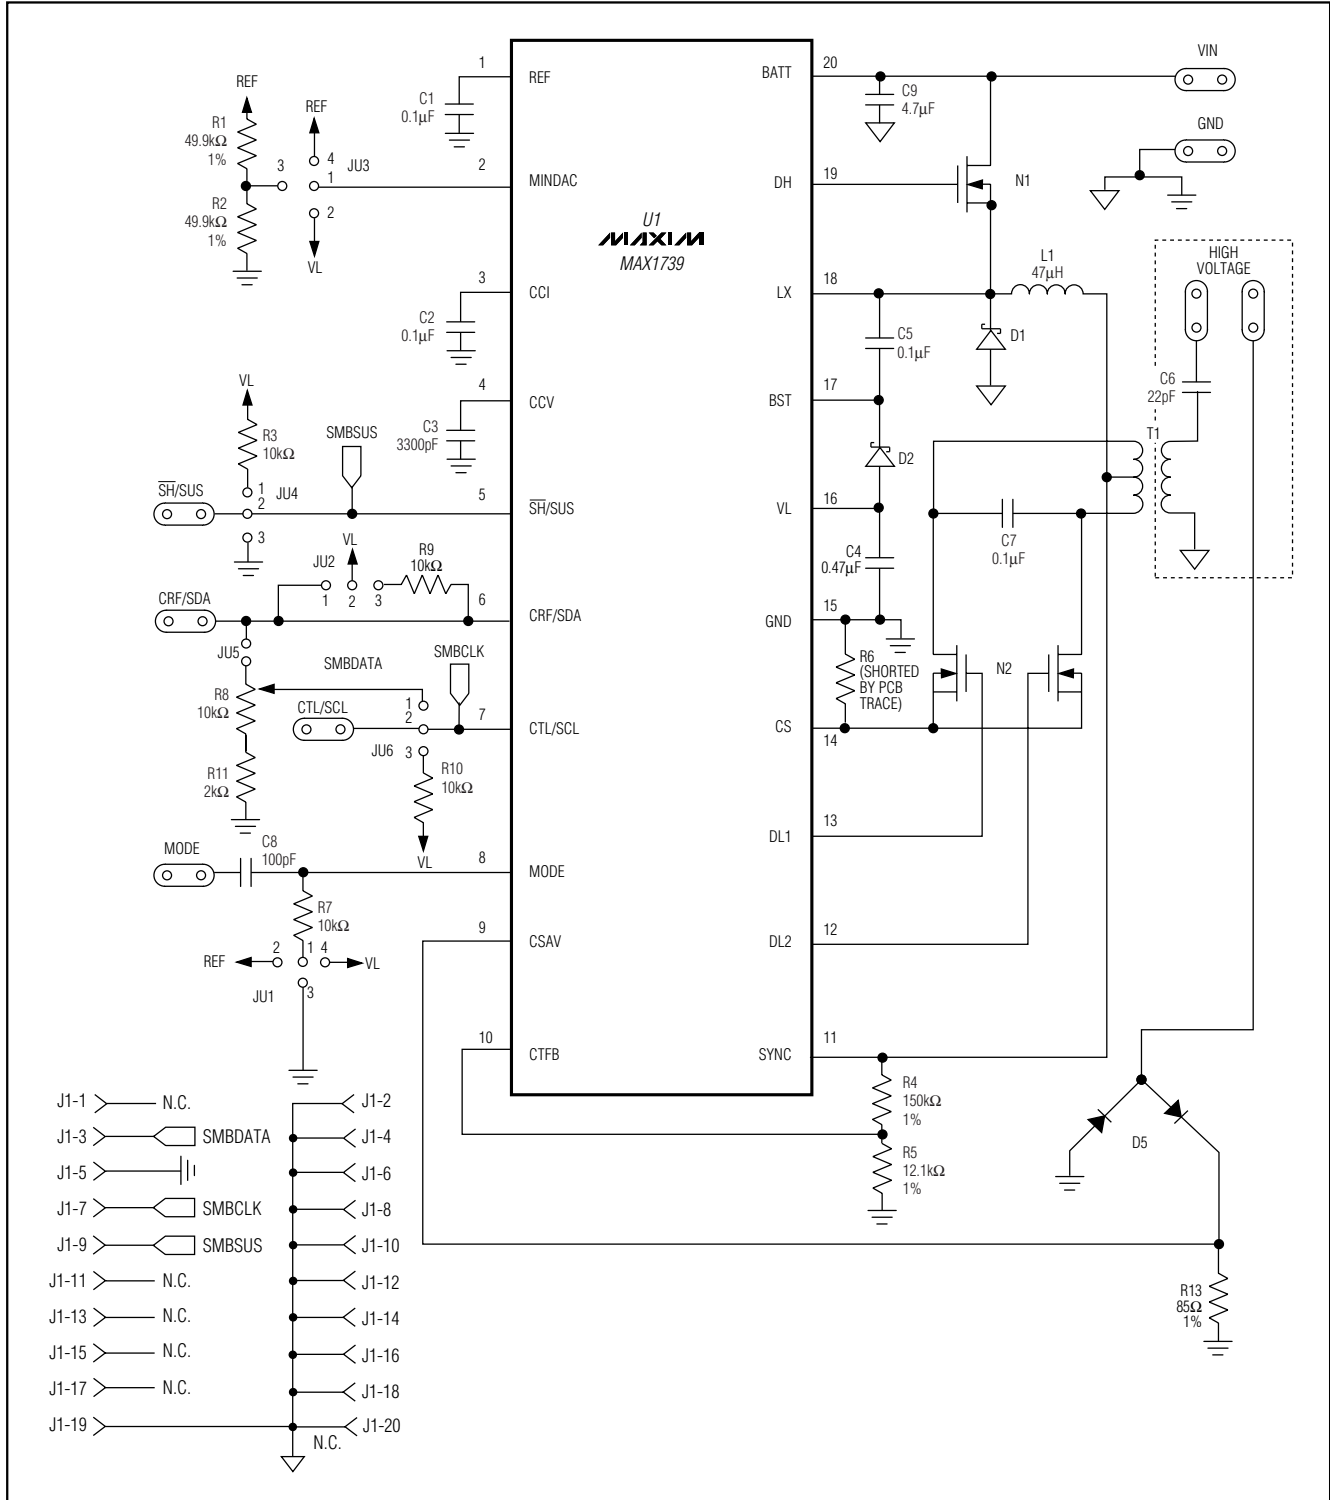 REF
R1
49.9kΩ
1%
R2
49.9kΩ
1%
3
REF
4
1
JU3
2
VL
C1
0.1µF
1
REF
2
MINDAC
C2
0.1µF
3
CCI
C3
3300pF
4
CCV
U1
MAXIM
MAX1739
VL
R3
10kΩ
SH/SUS
1
2
3
JU4
SMBSUS
5
SH/SUS
JU2
VL
1
2
3
R9
10kΩ
CRF/SDA
6
CRF/SDA
JU5
R8
10kΩ
R11
2kΩ
SMBDATA
CTL/SCL
1
2
3
JU6
SMBCLK
7
CTL/SCL
R10
10kΩ
VL
MODE
C8
100pF
8
MODE
R7
10kΩ
REF
2
1
4
VL
3
JU1
9
CSAV
10
CTFB
BATT
20
C9
4.7µF
VIN
GND
DH
19
N1
LX
18
L1
47µH
C5
0.1µF
D1
BST
17
D2
VL
16
C4
0.47µF
GND
15
R6
(SHORTED
BY PCB
TRACE)
CS
14
N2
C7
0.1µF
HIGH
VOLTAGE
C6
22pF
T1
DL1
13
DL2
12
SYNC
11
R4
150kΩ
1%
R5
12.1kΩ
1%
D5
R13
85Ω
1%
J1-1
N.C.
J1-2
J1-3
SMBDATA
J1-4
J1-5
J1-6
J1-7
SMBCLK
J1-8
J1-9
SMBSUS
J1-10
J1-11
N.C.
J1-12
J1-13
N.C.
J1-14
J1-15
N.C.
J1-16
J1-17
N.C.
J1-18
J1-19
J1-20
N.C.